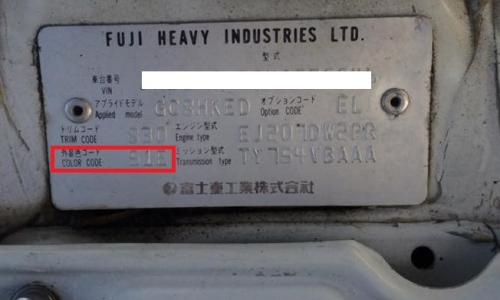 FUJI HEAVY INDUSTRIES LTD.
型式
車台番号
VIN
アプライドモデル Applied model GC8HKED オプションコード Option CODE EL
トリムコード TRIM CODE S30 エンジン型式 Engine type EJ207DW2CR
外装色コード COLOR CODE 51E ミッション型式 Transmission type TY754VBAAA
富士重工業株式会社